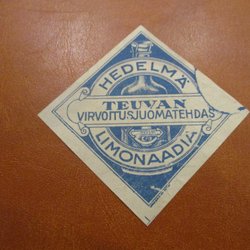 HEDELMÄ
TEUVAN
VIRVOITUSJUOMATEHDAS
LIMONAADIA